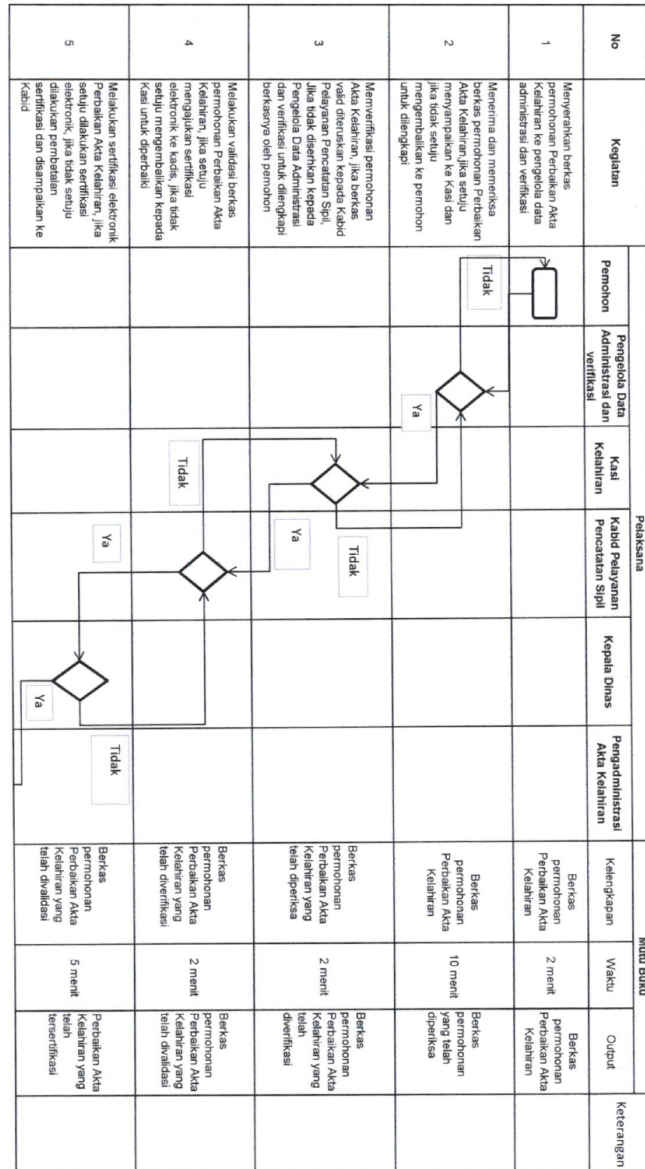 No
Kegiatan
Pelaksana
Mutu Buku
Keterangan
Pemohon
Pengelola Data
Administrasi dan
verifikasi
Kasi
Kelahiran
Kabid Pelayanan
Pencatatan Sipil
Kepala Dinas
Pengadministrasi
Akta Kelahiran
Kelengkapan
Waktu
Output
1
Menyerahkan berkas
permohonan Perbaikan Akta
Kelahiran ke pengelola data
administrasi dan verifikasi
Berkas
permohonan
Perbaikan Akta
Kelahiran
2 menit
Berkas
permohonan
Perbaikan Akta
Kelahiran
2
Menerima dan memeriksa
berkas permohonan Perbaikan
Akta Kelahiran,jika setuju
menyampaikan ke Kasi dan
jika tidak setuju
mengembalikan ke permohon
untuk dilengkapi
Tidak
Ya
Berkas
permohonan
Perbaikan Akta
Kelahiran
10 menit
Berkas
permohonan
yang telah
diperiksa
3
Memverifikasi permohonan
Akta Kelahiran, jika berkas
valid diteruskan kepada Kabid
Pelayanan Pencatatan Sipil,
Jika tidak diserhkan kepada
Pengelola Data Administrasi
dan verifikasi untuk dilengkapi
berkasnya oleh pemohon
Tidak
Ya
Berkas
permohonan
Perbaikan Akta
Kelahiran yang
telah diperiksa
2 menit
Berkas
permohonan
Perbaikan Akta
Kelahiran yang
telah
diverifikasi
4
Melakukan validasi berkas
permohonan Perbaikan Akta
Kelahiran, jika setuju
mengajukan sertifikasi
elektronik ke kadis, jika tidak
setuju mengembalikan kepada
Kasi untuk diperbaiki
Tidak
Ya
Berkas
permohonan
Perbaikan Akta
Kelahiran yang
telah diverifikasi
2 menit
Berkas
permohonan
Perbaikan Akta
Kelahiran yang
telah divalidasi
5
Melakukan sertifikasi elektronik
Perbaikan Akta Kelahiran, jika
setuju dilakukan sertifikasi
elektronik, jika tidak setuju
dilakukan pembatalan
sertifikasi dan disampaikan ke
Kabid
Tidak
Ya
Berkas
permohonan
Perbaikan Akta
Kelahiran yang
telah divalidasi
5 menit
Perbaikan Akta
Kelahiran yang
telah
tersertifikasi